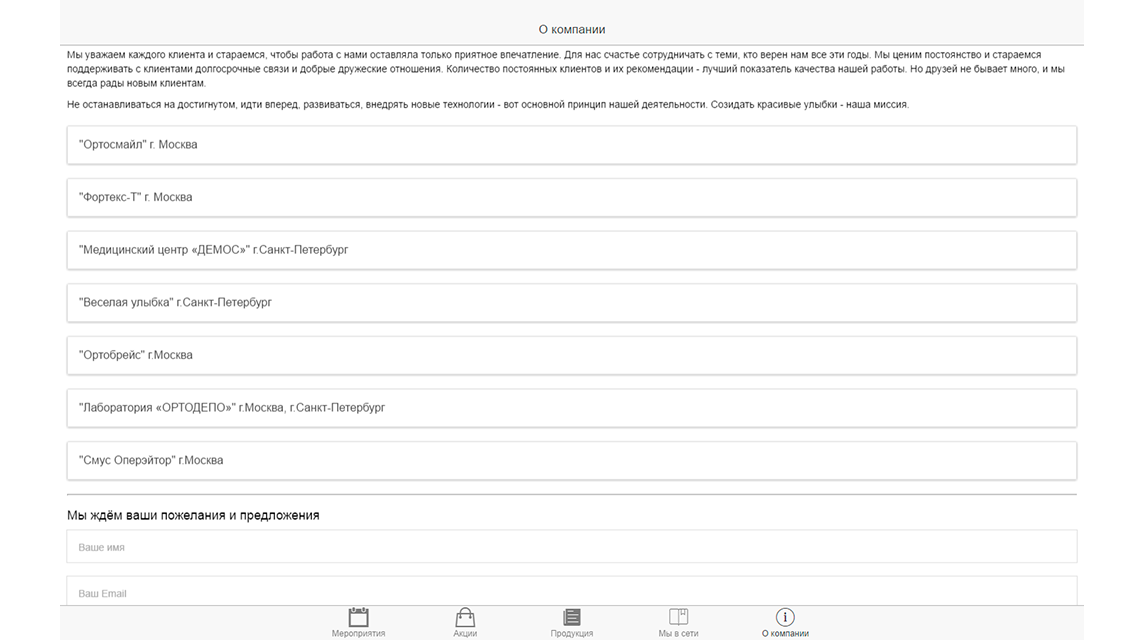 О компании
Мы уважаем каждого клиента и стараемся, чтобы работа с нами оставляла только приятное впечатление. Для нас счастье сотрудничать с теми, кто верен нам все эти годы. Мы ценим постоянство и стараемся
поддерживать с клиентами долгосрочные связи и добрые дружеские отношения. Количество постоянных клиентов и их рекомендации - лучший показатель качества нашей работы. Но друзей не бывает много, и мы
всегда рады новым клиентам.
Не останавливаться на достигнутом, идти вперед, развиваться, внедрять новые технологии - вот основной принцип нашей деятельности. Созидать красивые улыбки - наша миссия.
"Ортосмайл" г. Москва
"Фортекс-Т" г. Москва
"Медицинский центр «ДЕМОС»" г.Санкт-Петербург
"Веселая улыбка" г.Санкт-Петербург
"Ортобрейс" г.Москва
"Лаборатория «ОРТОДЕПО»" г.Москва, г.Санкт-Петербург
"Смус Оперэйтор" г.Москва
Мы ждём ваши пожелания и предложения
Ваше имя
Ваш Email
Мероприятия Акции Продукция Мы в сети О компании